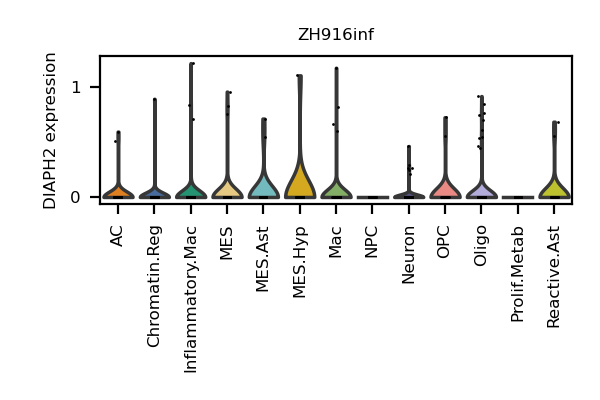 ZH916inf
DIAPH2 expression
1
0
AC
Chromatin.Reg
Inflammatory.Mac
MES
MES.Ast
MES.Hyp
Mac
NPC
Neuron
OPC
Oligo
Prolif.Metab
Reactive.Ast